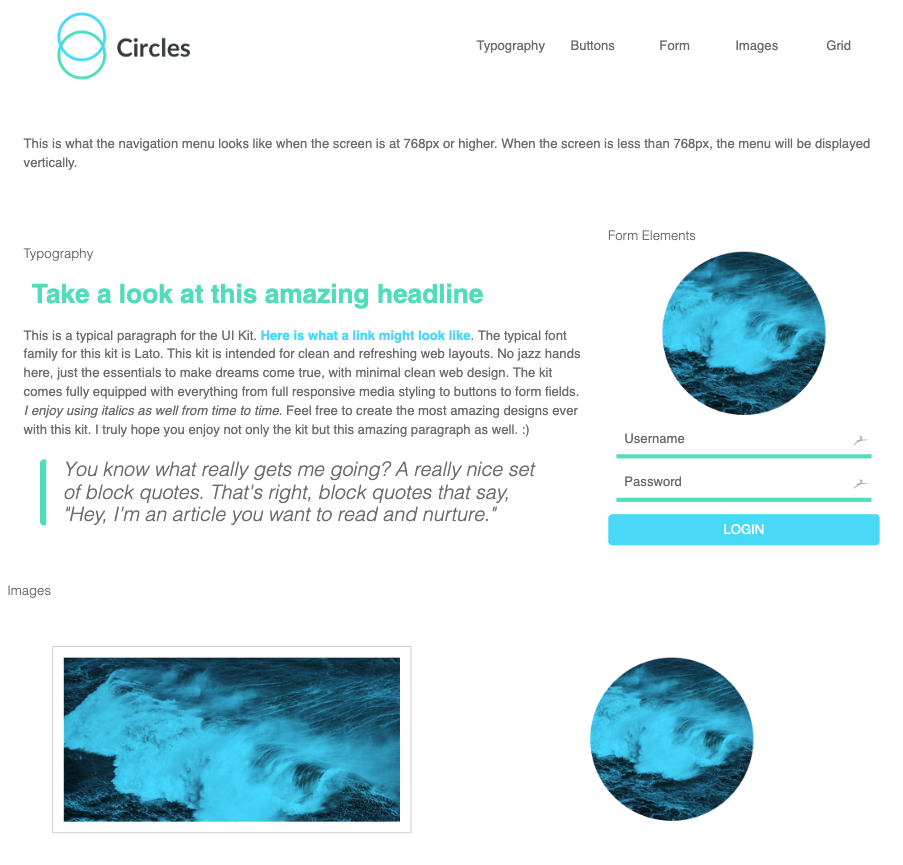 Circles
Typography Buttons Form Images Grid
This is what the navigation menu looks like when the screen is at 768px or higher. When the screen is less than 768px, the menu will be displayed
vertically.
Typography
Take a look at this amazing headline
This is a typical paragraph for the UI Kit. Here is what a link might look like. The typical font
family for this kit is Lato. This kit is intended for clean and refreshing web layouts. No jazz hands
here, just the essentials to make dreams come true, with minimal clean web design. The kit
comes fully equipped with everything from full responsive media styling to buttons to form fields.
I enjoy using italics as well from time to time. Feel free to create the most amazing designs ever
with this kit. I truly hope you enjoy not only the kit but this amazing paragraph as well. :)
You know what really gets me going? A really nice set
of block quotes. That's right, block quotes that say,
"Hey, I'm an article you want to read and nurture."
Form Elements
Username
Password
LOGIN
Images